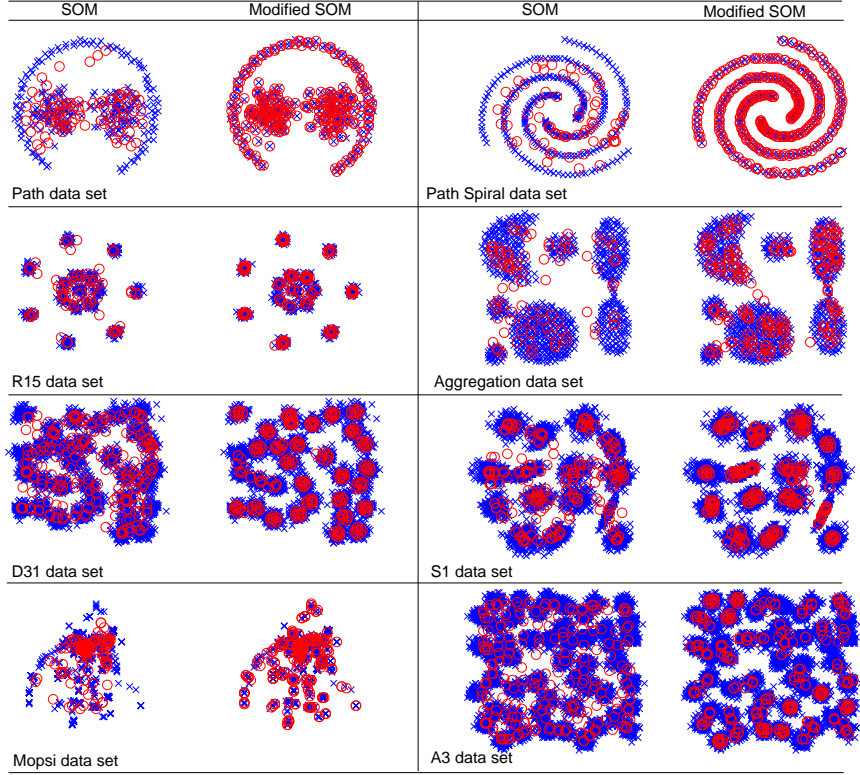 SOM Modified SOM SOM Modified SOM
Path data set Path Spiral data set
R15 data set Aggregation data set
D31 data set S1 data set
Mopsi data set A3 data set